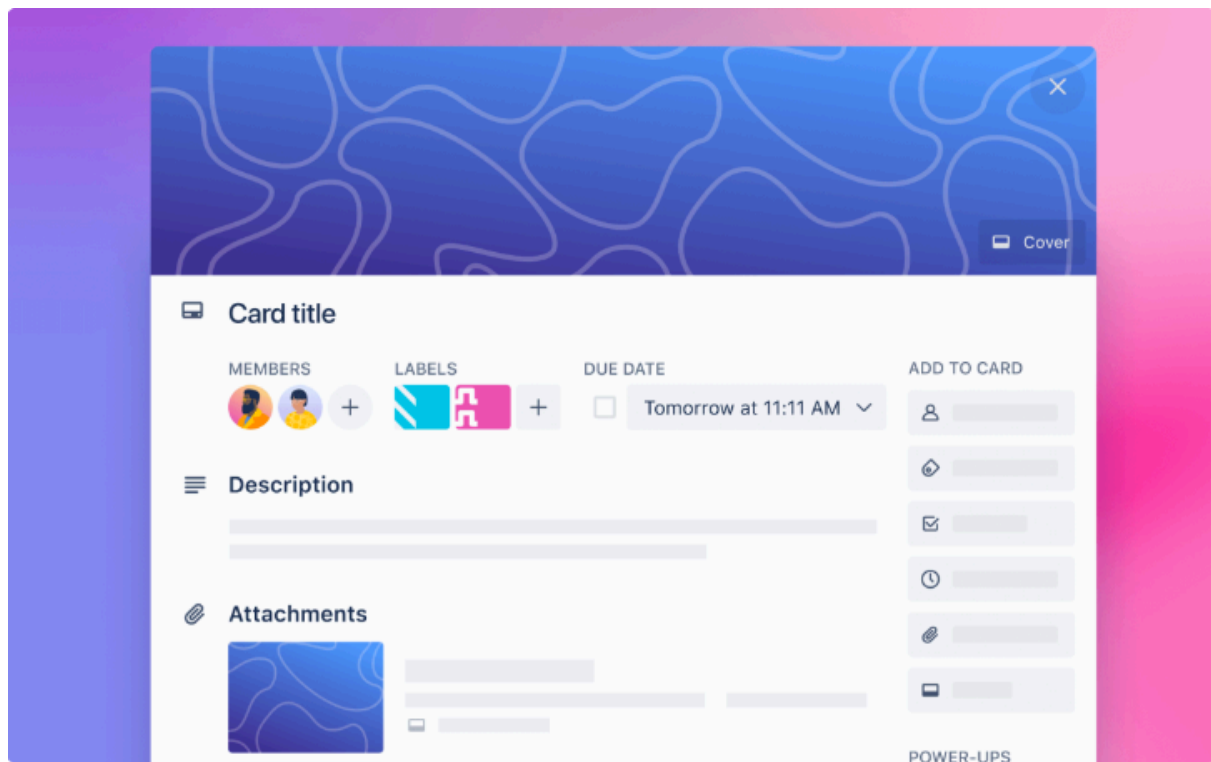 Cover
Card title
MEMBERS
LABELS
DUE DATE
ADD TO CARD
Tomorrow at 11:11 AM
Description
Attachments
POWER-UPS